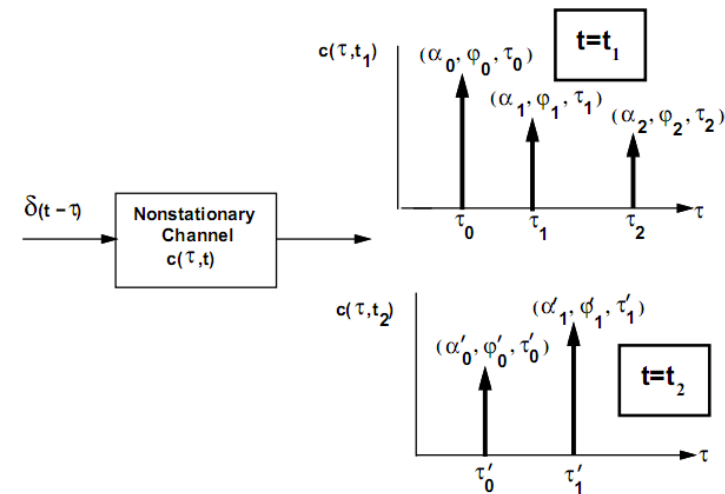 δ(t − τ)
Nonstationary
Channel
c(τ,t)
c(τ,t₁)
(α₀, φ₀, τ₀)
t=t₁
(α₁, φ₁, τ₁)
(α₂, φ₂, τ₂)
τ₀ τ₁ τ₂ τ
c(τ,t₂)
(α′₁, φ′₁, τ′₁)
(α′₀, φ′₀, τ′₀)
t=t₂
τ′₀ τ′₁ τ